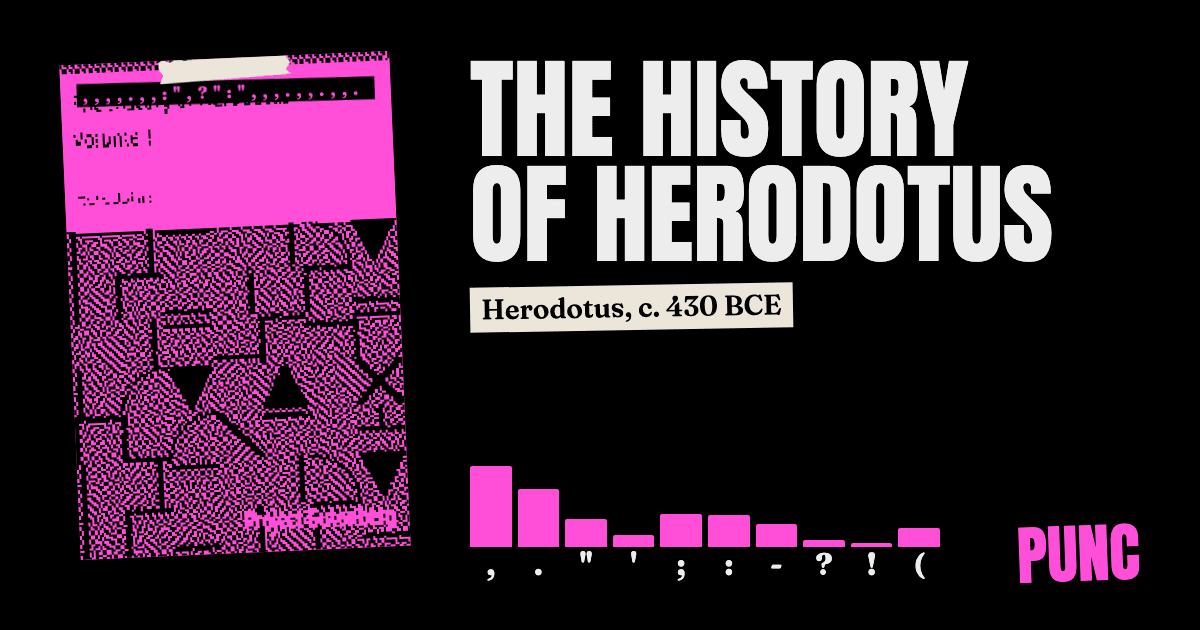 ,,,,.,,:",?":",,,.,,.,,.
Volume I
THE HISTORY
OF HERODOTUS
Herodotus, c. 430 BCE
, . " ' ; : - ? ! (
PUNC
Project Gutenberg